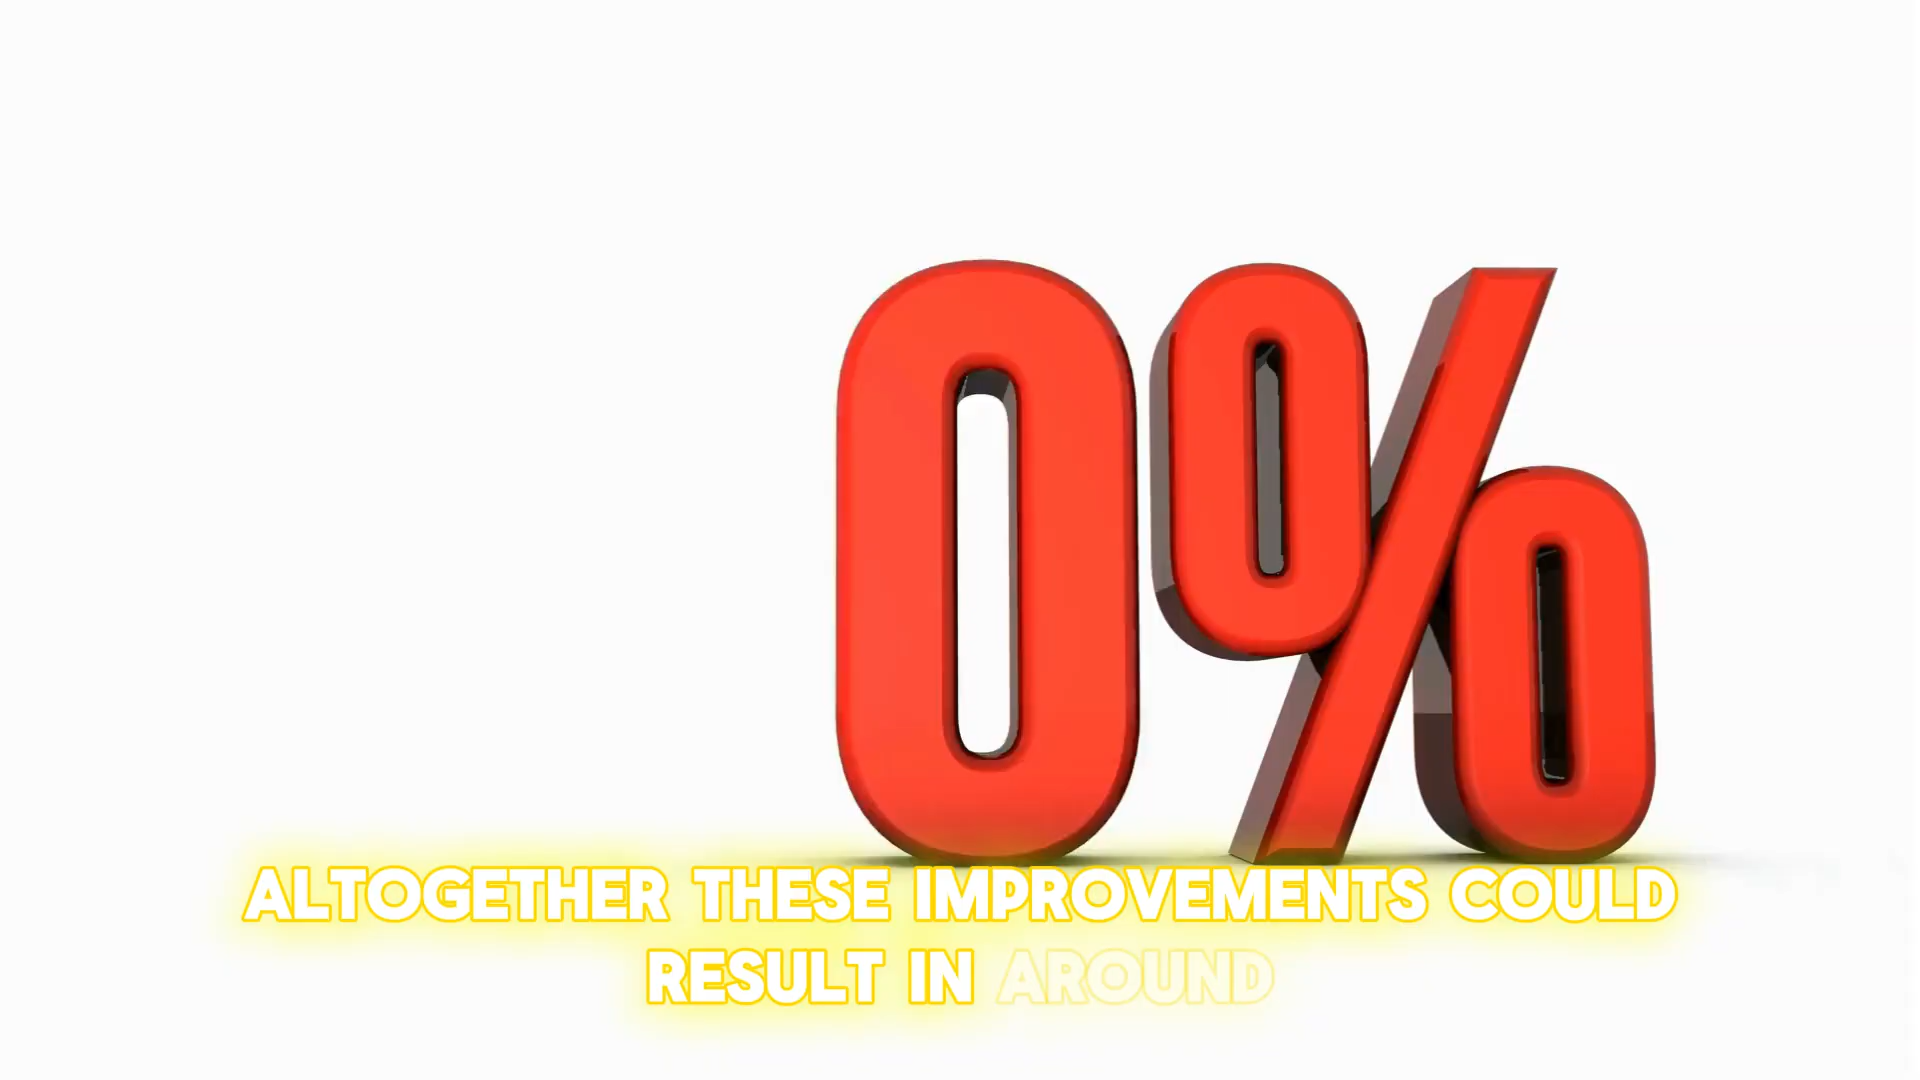 0%
ALTOGETHER THESE IMPROVEMENTS COULD
RESULT IN AROUND